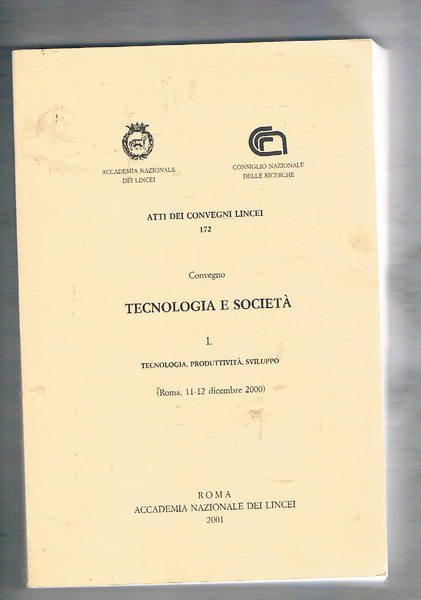 ACCADEMIA NAZIONALE
DEI LINCEI
CONSIGLIO NAZIONALE
DELLE RICERCHE
ATTI DEI CONVEGNI LINCEI
172
Convegno
TECNOLOGIA E SOCIETÀ
I.
TECNOLOGIA, PRODUTTIVITÀ, SVILUPPO
(Roma, 11-12 dicembre 2000)
ROMA
ACCADEMIA NAZIONALE DEI LINCEI
2001